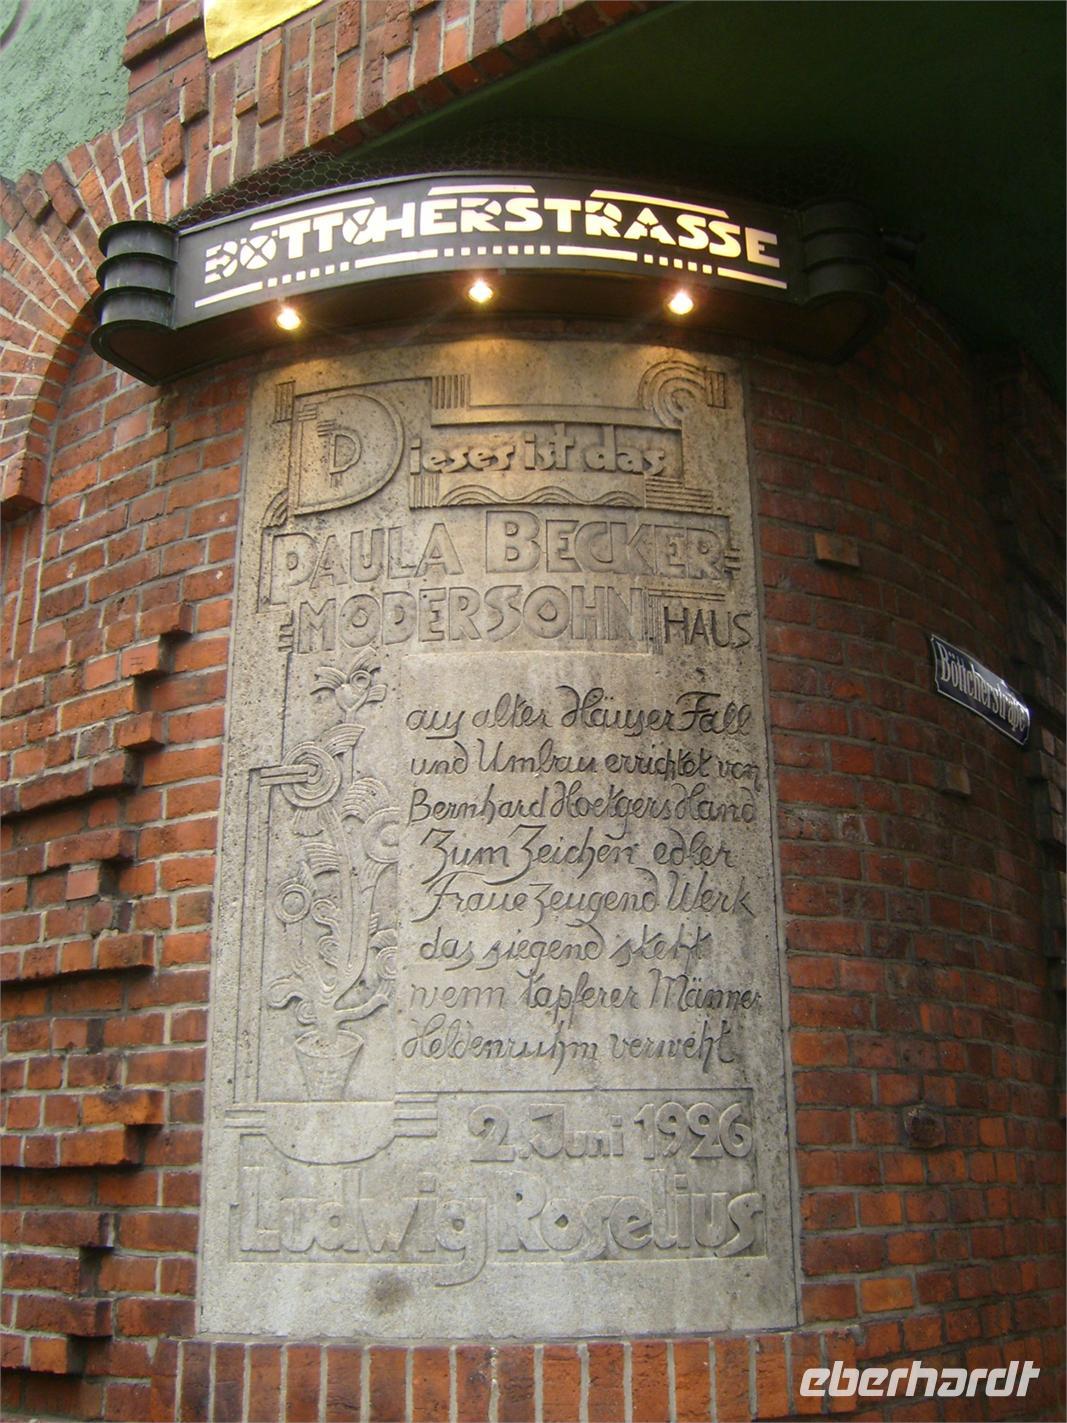 BÖTTCHERSTRASSE
Dieses ist das
PAULA BECKER
MODERSOHN HAUS
aus alter Häuser Fall
und Umbau errichtet von
Bernhard Hoetgers Hand
Zum Zeichen edler
Fraue zeugend Werk
das siegend steht
wenn tapferer Männer
Heldenruhm verweht
2. Juni 1926
Ludwig Roselius
Böttcherstraße
eberhardt